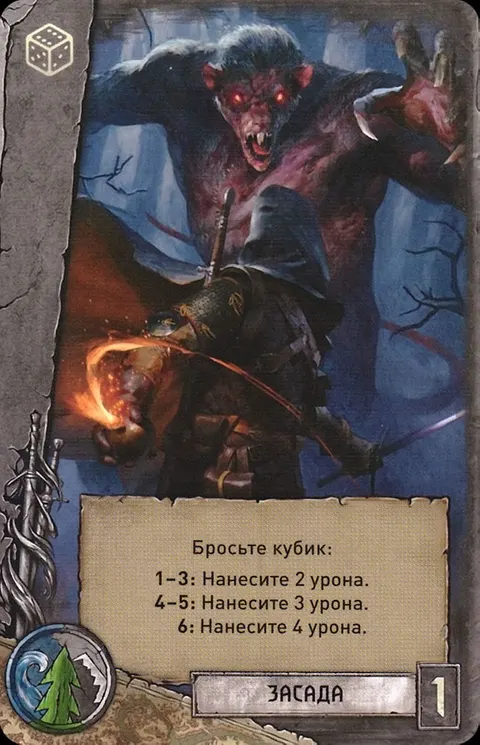 Бросьте кубик:
1–3: Нанесите 2 урона.
4–5: Нанесите 3 урона.
6: Нанесите 4 урона.
ЗАСАДА
1